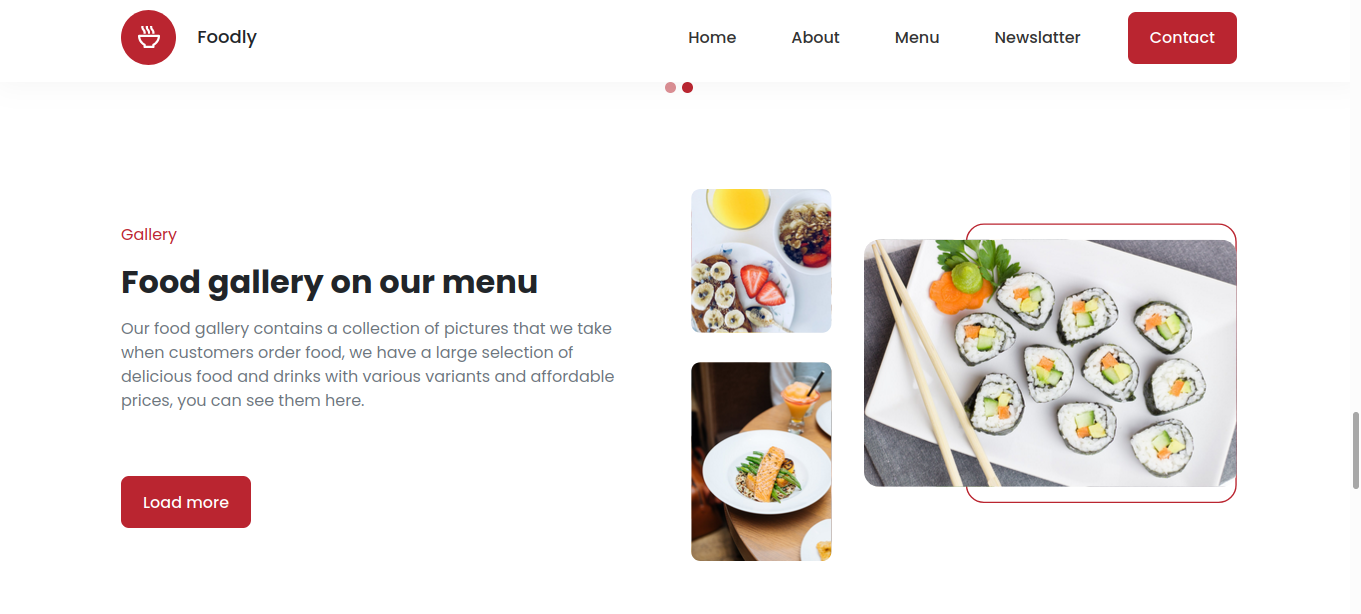 Foodly
Home
About
Menu
Newslatter
Contact
Gallery
Food gallery on our menu
Our food gallery contains a collection of pictures that we take
when customers order food, we have a large selection of
delicious food and drinks with various variants and affordable
prices, you can see them here.
Load more